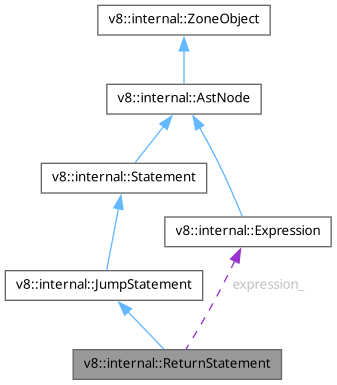 v8::internal::ZoneObject
v8::internal::AstNode
v8::internal::Statement
v8::internal::Expression
v8::internal::JumpStatement
expression_
v8::internal::ReturnStatement